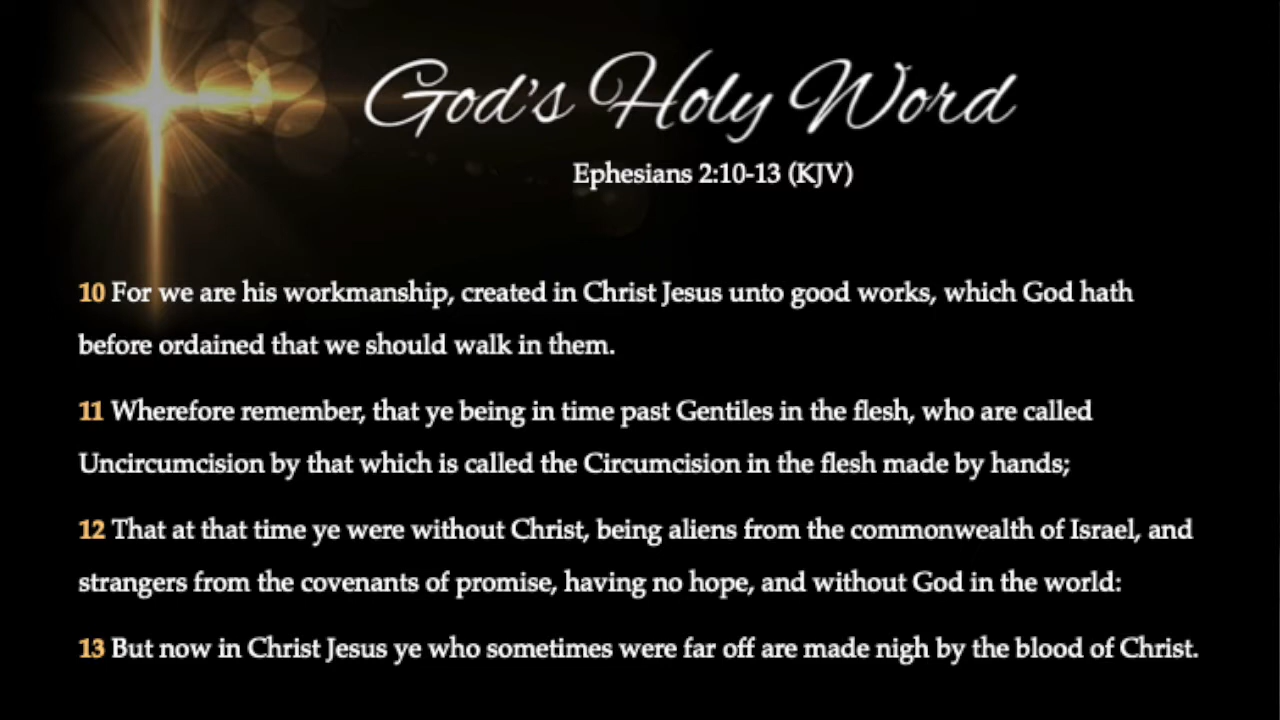 God's Holy Word
Ephesians 2:10-13 (KJV)
10 For we are his workmanship, created in Christ Jesus unto good works, which God hath
before ordained that we should walk in them.
11 Wherefore remember, that ye being in time past Gentiles in the flesh, who are called
Uncircumcision by that which is called the Circumcision in the flesh made by hands;
12 That at that time ye were without Christ, being aliens from the commonwealth of Israel, and
strangers from the covenants of promise, having no hope, and without God in the world:
13 But now in Christ Jesus ye who sometimes were far off are made nigh by the blood of Christ.